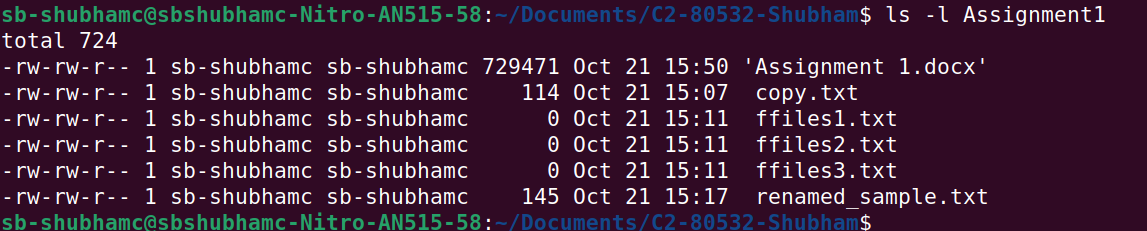 sb-shubhamc@sbshubhamc-Nitro-AN515-58:~/Documents/C2-80532-Shubham$ ls -l Assignment1
total 724
-rw-rw-r-- 1 sb-shubhamc sb-shubhamc 729471 Oct 21 15:50 'Assignment 1.docx'
-rw-rw-r-- 1 sb-shubhamc sb-shubhamc    114 Oct 21 15:07  copy.txt
-rw-rw-r-- 1 sb-shubhamc sb-shubhamc      0 Oct 21 15:11  ffiles1.txt
-rw-rw-r-- 1 sb-shubhamc sb-shubhamc      0 Oct 21 15:11  ffiles2.txt
-rw-rw-r-- 1 sb-shubhamc sb-shubhamc      0 Oct 21 15:11  ffiles3.txt
-rw-rw-r-- 1 sb-shubhamc sb-shubhamc    145 Oct 21 15:17  renamed_sample.txt
sb-shubhamc@sbshubhamc-Nitro-AN515-58:~/Documents/C2-80532-Shubham$